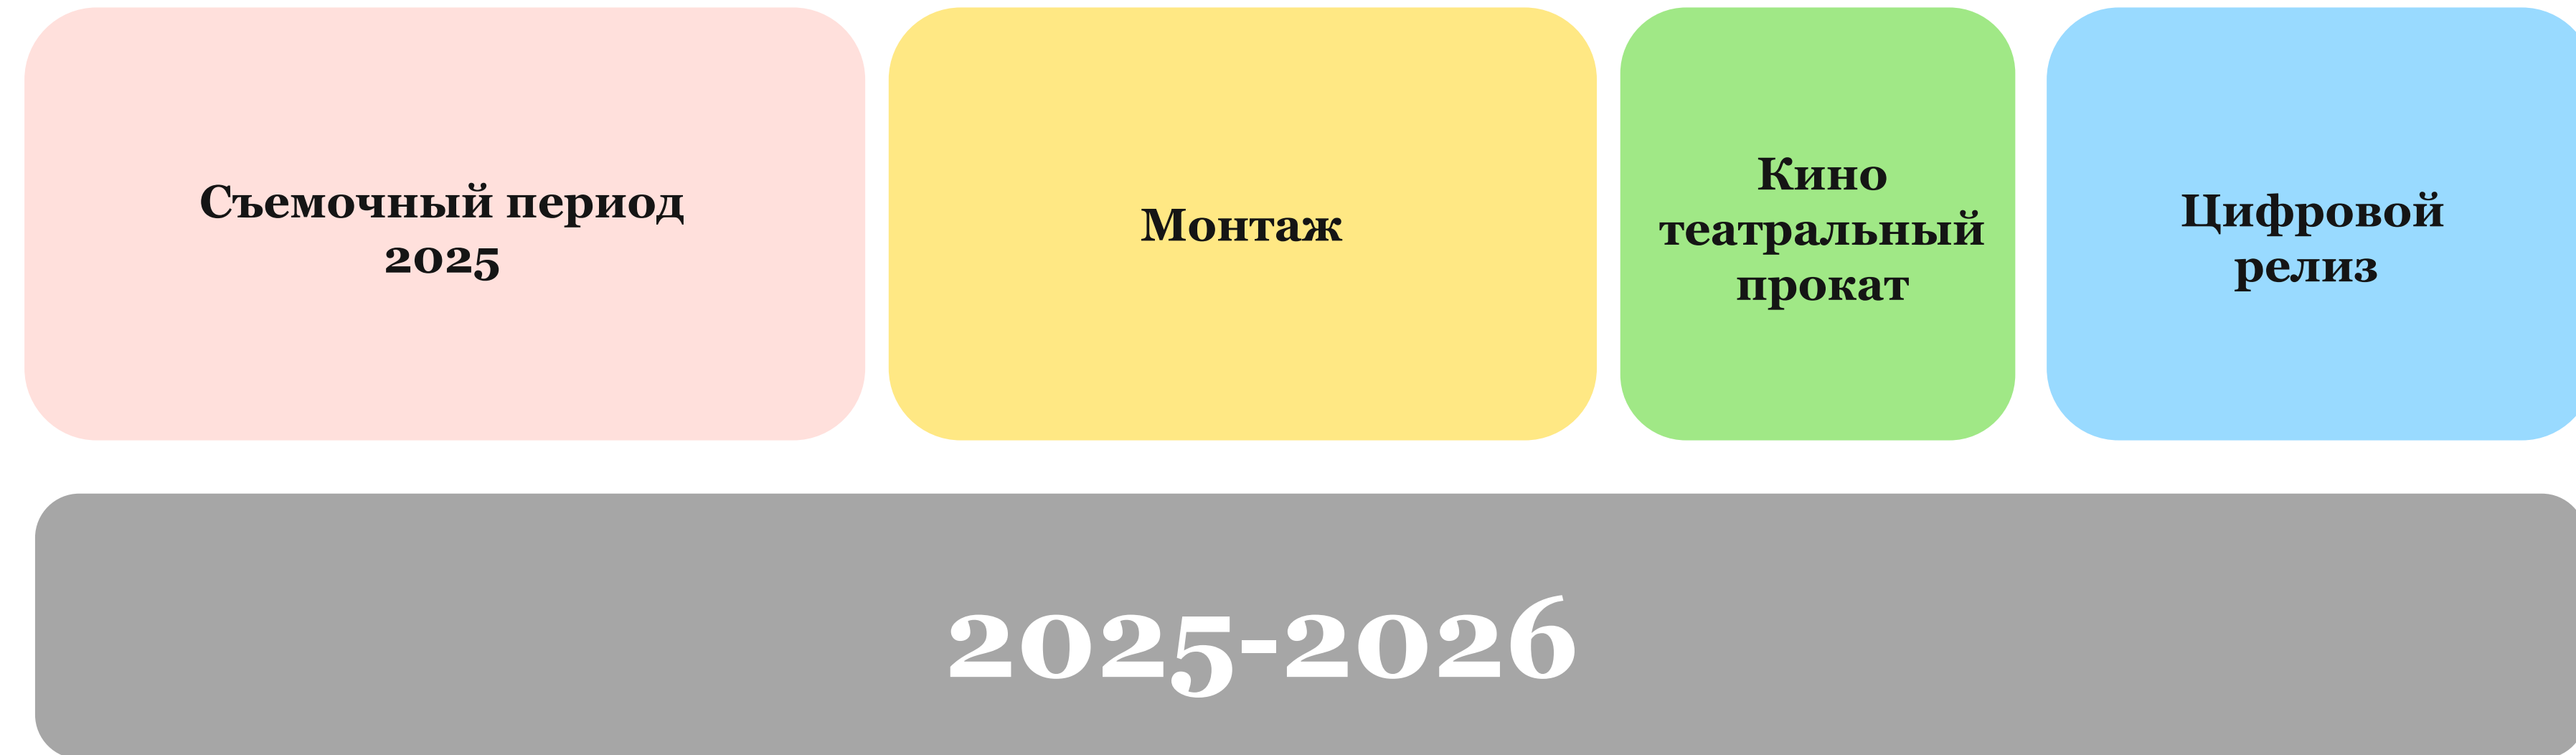 Съемочный период
2025
Монтаж
Кино
театральный
прокат
Цифровой
релиз
2025-2026